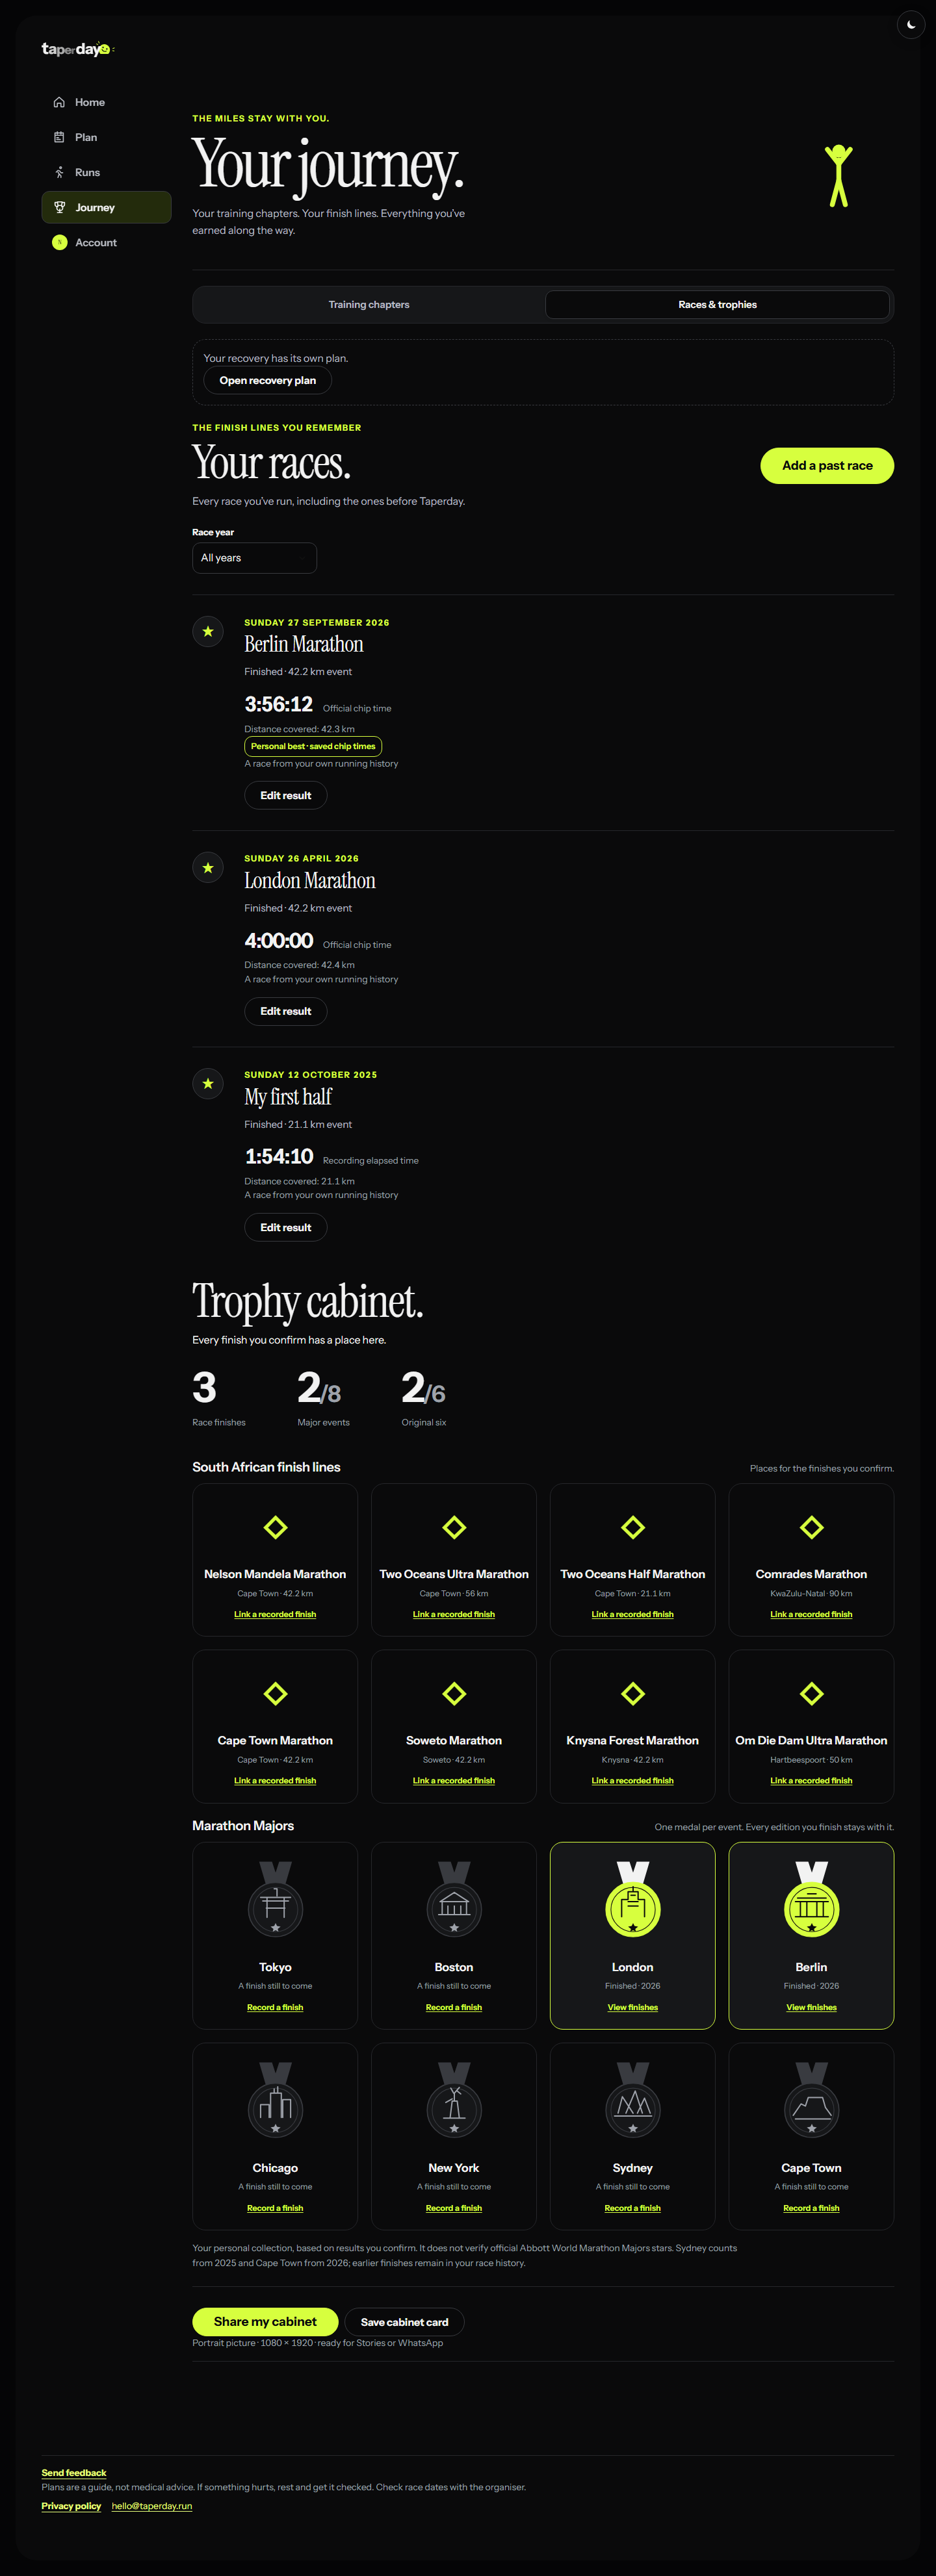 taperday
Home
Plan
Runs
Journey
Account
THE MILES STAY WITH YOU.
Your journey.
Your training chapters. Your finish lines. Everything you've
earned along the way.
Training chapters
Races & trophies
Your recovery has its own plan.
Open recovery plan
THE FINISH LINES YOU REMEMBER
Your races.
Add a past race
Every race you've run, including the ones before Taperday.
Race year
All years
SUNDAY 27 SEPTEMBER 2026
Berlin Marathon
Finished · 42.2 km event
3:56:12 Official chip time
Distance covered: 42.3 km
Personal best · saved chip times
A race from your own running history
Edit result
SUNDAY 26 APRIL 2026
London Marathon
Finished · 42.2 km event
4:00:00 Official chip time
Distance covered: 42.4 km
A race from your own running history
Edit result
SUNDAY 12 OCTOBER 2025
My first half
Finished · 21.1 km event
1:54:10 Recording elapsed time
Distance covered: 21.1 km
A race from your own running history
Edit result
Trophy cabinet.
Every finish you confirm has a place here.
3
Race finishes
2/8
Major events
2/6
Original six
South African finish lines
Places for the finishes you confirm.
Nelson Mandela Marathon
Cape Town · 42.2 km
Link a recorded finish
Two Oceans Ultra Marathon
Cape Town · 56 km
Link a recorded finish
Two Oceans Half Marathon
Cape Town · 21.1 km
Link a recorded finish
Comrades Marathon
KwaZulu-Natal · 90 km
Link a recorded finish
Cape Town Marathon
Cape Town · 42.2 km
Link a recorded finish
Soweto Marathon
Soweto · 42.2 km
Link a recorded finish
Knysna Forest Marathon
Knysna · 42.2 km
Link a recorded finish
Om Die Dam Ultra Marathon
Hartbeespoort · 50 km
Link a recorded finish
Marathon Majors
One medal per event. Every edition you finish stays with it.
Tokyo
A finish still to come
Record a finish
Boston
A finish still to come
Record a finish
London
Finished · 2026
View finishes
Berlin
Finished · 2026
View finishes
Chicago
A finish still to come
Record a finish
New York
A finish still to come
Record a finish
Sydney
A finish still to come
Record a finish
Cape Town
A finish still to come
Record a finish
Your personal collection, based on results you confirm. It does not verify official Abbott World Marathon Majors stars. Sydney counts
from 2025 and Cape Town from 2026; earlier finishes remain in your race history.
Share my cabinet
Save cabinet card
Portrait picture · 1080 × 1920 · ready for Stories or WhatsApp
Send feedback
Plans are a guide, not medical advice. If something hurts, rest and get it checked. Check race dates with the organiser.
Privacy policy hello@taperday.run